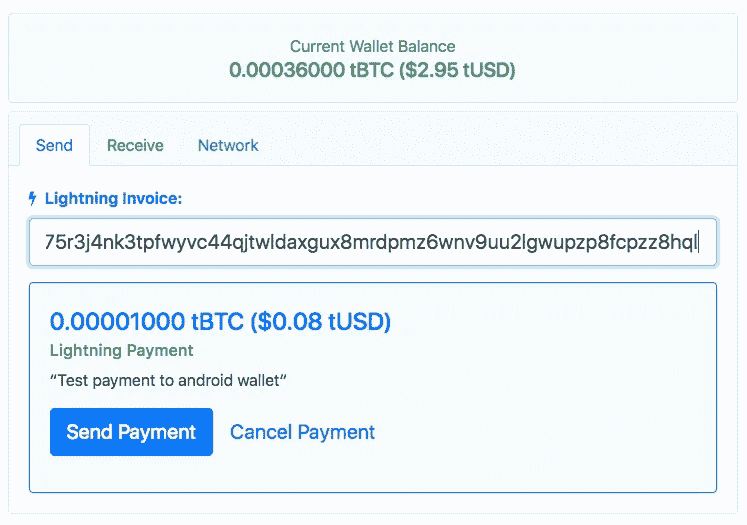 Current Wallet Balance
0.00036000 tBTC ($2.95 tUSD)
Send Receive Network
Lightning Invoice:
75r3j4nk3tpfwyvc44qjtwldaxgux8mrdpmz6wnv9uu2lgwupzp8fcpzz8hql
0.00001000 tBTC ($0.08 tUSD)
Lightning Payment
“Test payment to android wallet”
Send Payment Cancel Payment